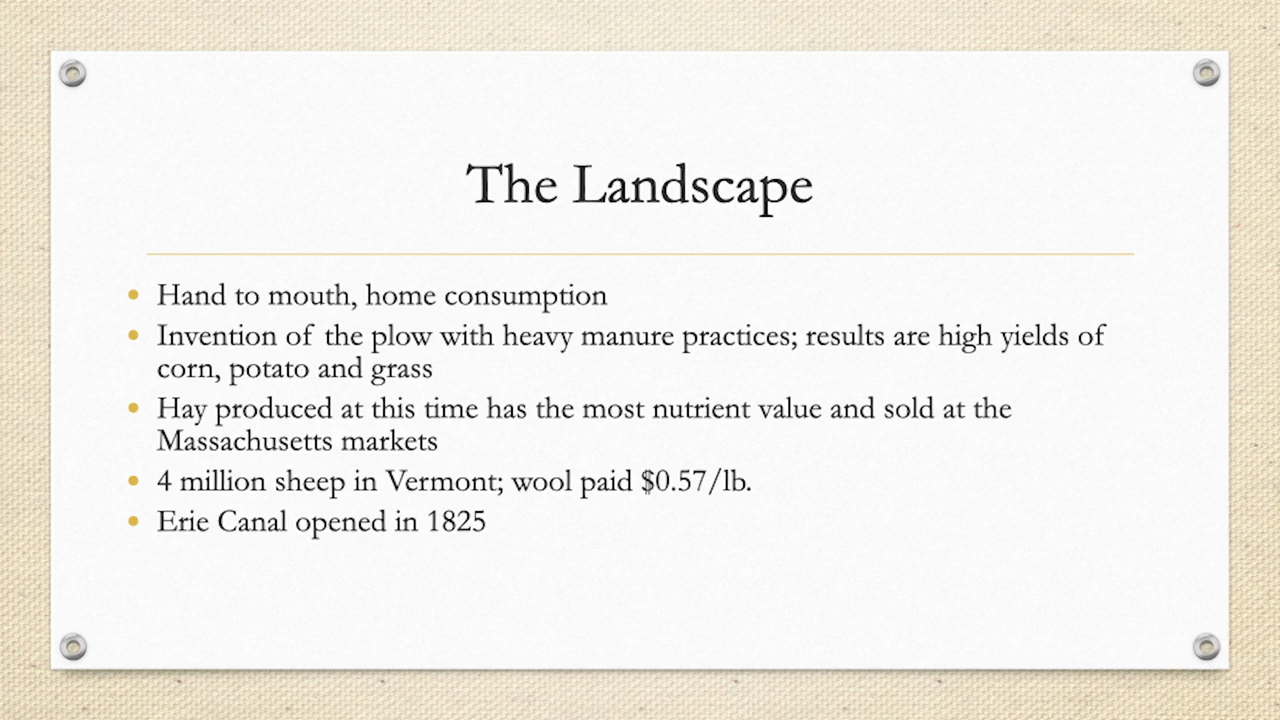 The Landscape
• Hand to mouth, home consumption
• Invention of the plow with heavy manure practices; results are high yields of
corn, potato and grass
• Hay produced at this time has the most nutrient value and sold at the
Massachusetts markets
• 4 million sheep in Vermont; wool paid $0.57/lb.
• Erie Canal opened in 1825